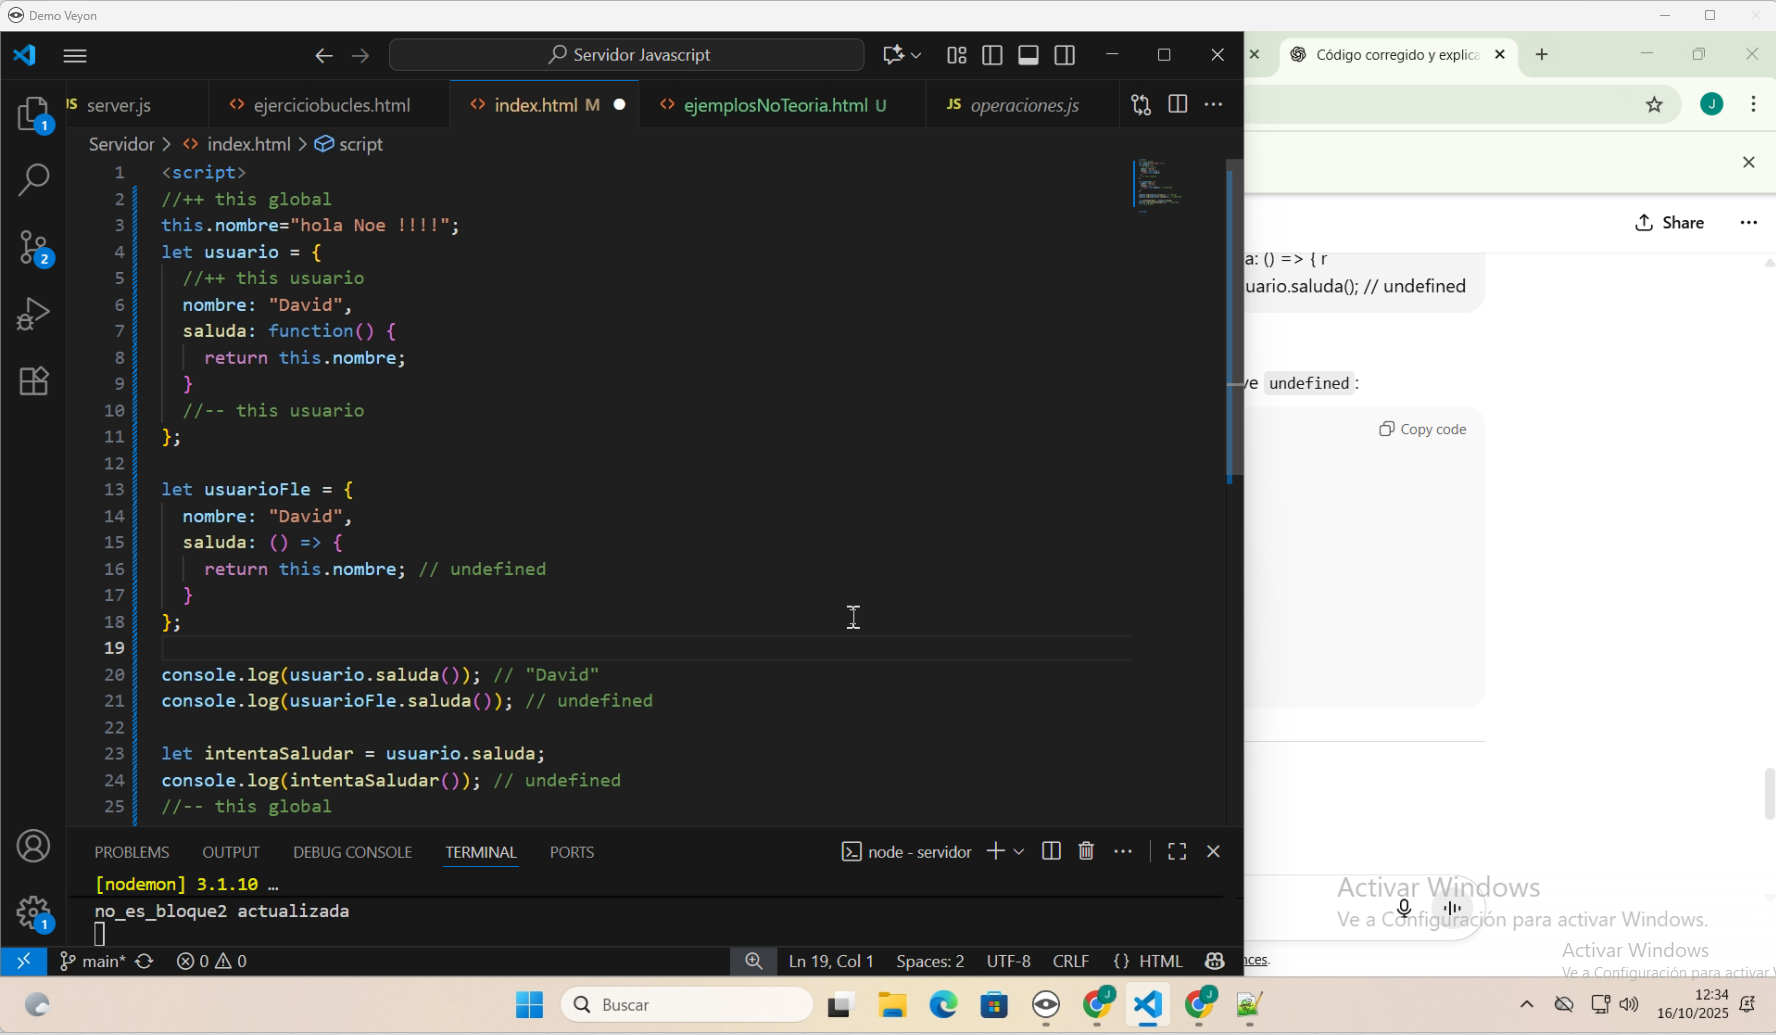 Demo Veyon
Servidor Javascript
JS server.js
ejerciciobucles.html
index.html M
ejemplosNoTeoria.html U
JS operaciones.js
Servidor > index.html > script
1 <script>
2 //++ this global
3 this.nombre="hola Noe !!!!";
4 let usuario = {
5 //++ this usuario
6 nombre: "David",
7 saluda: function() {
8 return this.nombre;
9 }
10 //-- this usuario
11 };
12
13 let usuarioFle = {
14 nombre: "David",
15 saluda: () => {
16 return this.nombre; // undefined
17 }
18 };
19
20 console.log(usuario.saluda()); // "David"
21 console.log(usuarioFle.saluda()); // undefined
22
23 let intentaSaludar = usuario.saluda;
24 console.log(intentaSaludar()); // undefined
25 //-- this global
1
2
1
PROBLEMS OUTPUT DEBUG CONSOLE TERMINAL PORTS
node - servidor
[nodemon] 3.1.10 …
no_es_bloque2 actualizada
main* 0 0
Ln 19, Col 1 Spaces: 2 UTF-8 CRLF {} HTML
Código corregido y explica
J
Share
a: () => { r
uario.saluda(); // undefined
ve undefined :
Copy code
Activar Windows
Ve a Configuración para activar Windows.
Activar Windows
Ve a Configuración para activar
nces.
Buscar
J
J
12:34
16/10/2025